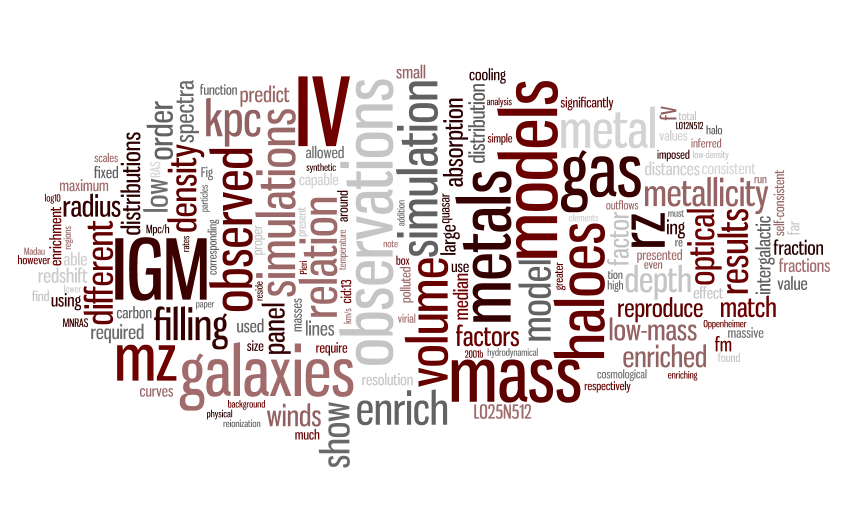 small
cooling
function
predict
IV
observations
simulation
models
analysis
significantly
spectra
order
kpc
simulations
absorption
distribution
simple
metal
fV
total
LO12N512
values
halo
inferred
imposed
low-density
allowed
synthetic
capable
scales
fixed
distributions
low
RAS
density
Fig
particles
observed
gas
distances
consistent
maximum
log10
radius
metals
metallicity
run
outflows
self-consistent
enrichment
Mpc/h
rates
corresponding
proper
present
relation
around
addition
large
quasar
elements
rz
must
ing
optical
results
intergalactic
far
Madau
however
regions
different
IGM
reside
Pieri
temperature
note
factor
re
fraction
able
redshift
lower
find
using
cict13
box
use
volume
median
polluted
model
greater
haloes
tion
high
depth
presented
even
effect
fractions
value
MNRAS
carbon
required
filling
paper
used
panel
masses
lines
km/s
virial
factors
reproduce
match
Oppenheimer
low-mass
massive
fm
found
mz
size
require
2001b
hydrodynamical
enriched
galaxies
curves
resolution
mass
cosmological
enriching
respectively
background
physical
reionization
winds
much
show
enrich
LO25N512